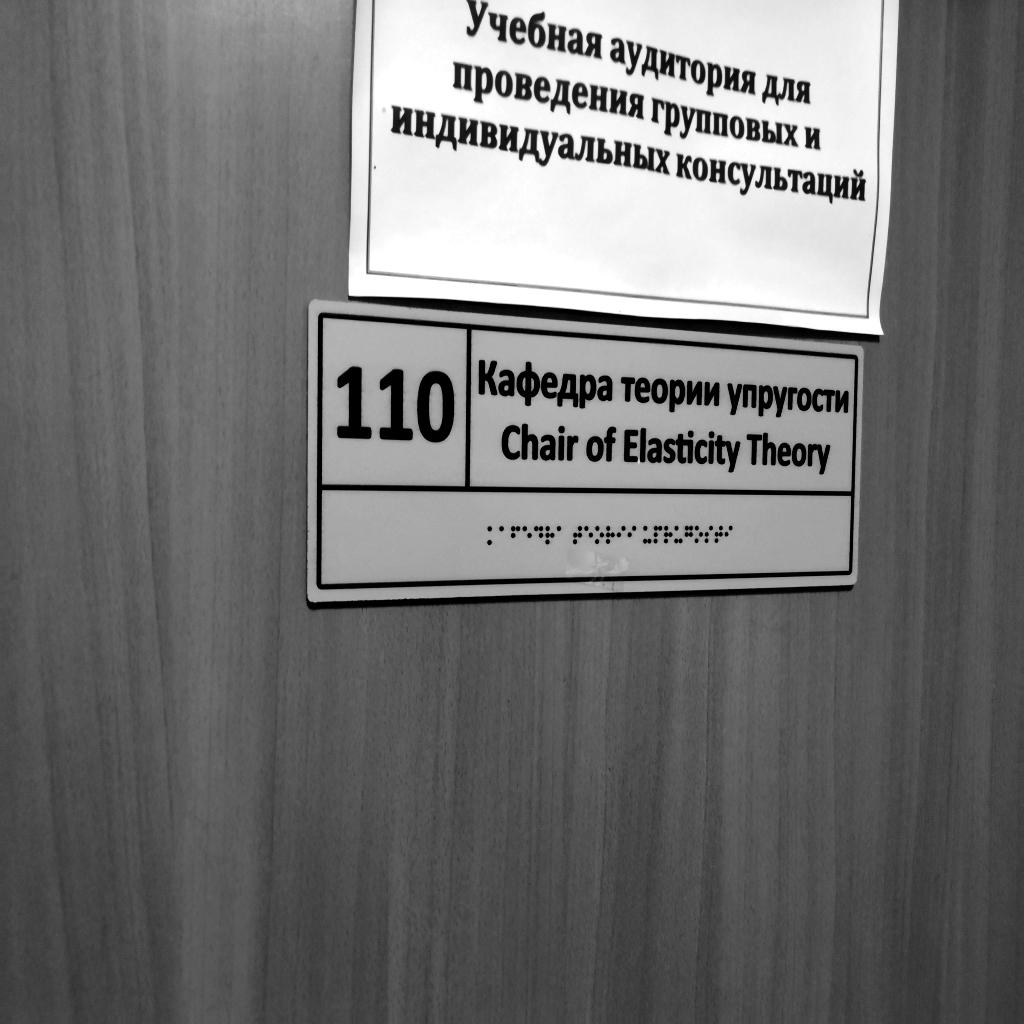 Учебная аудитория для
проведения групповых и
индивидуальных консультаций
110
Кафедра теории упругости
Chair of Elasticity Theory